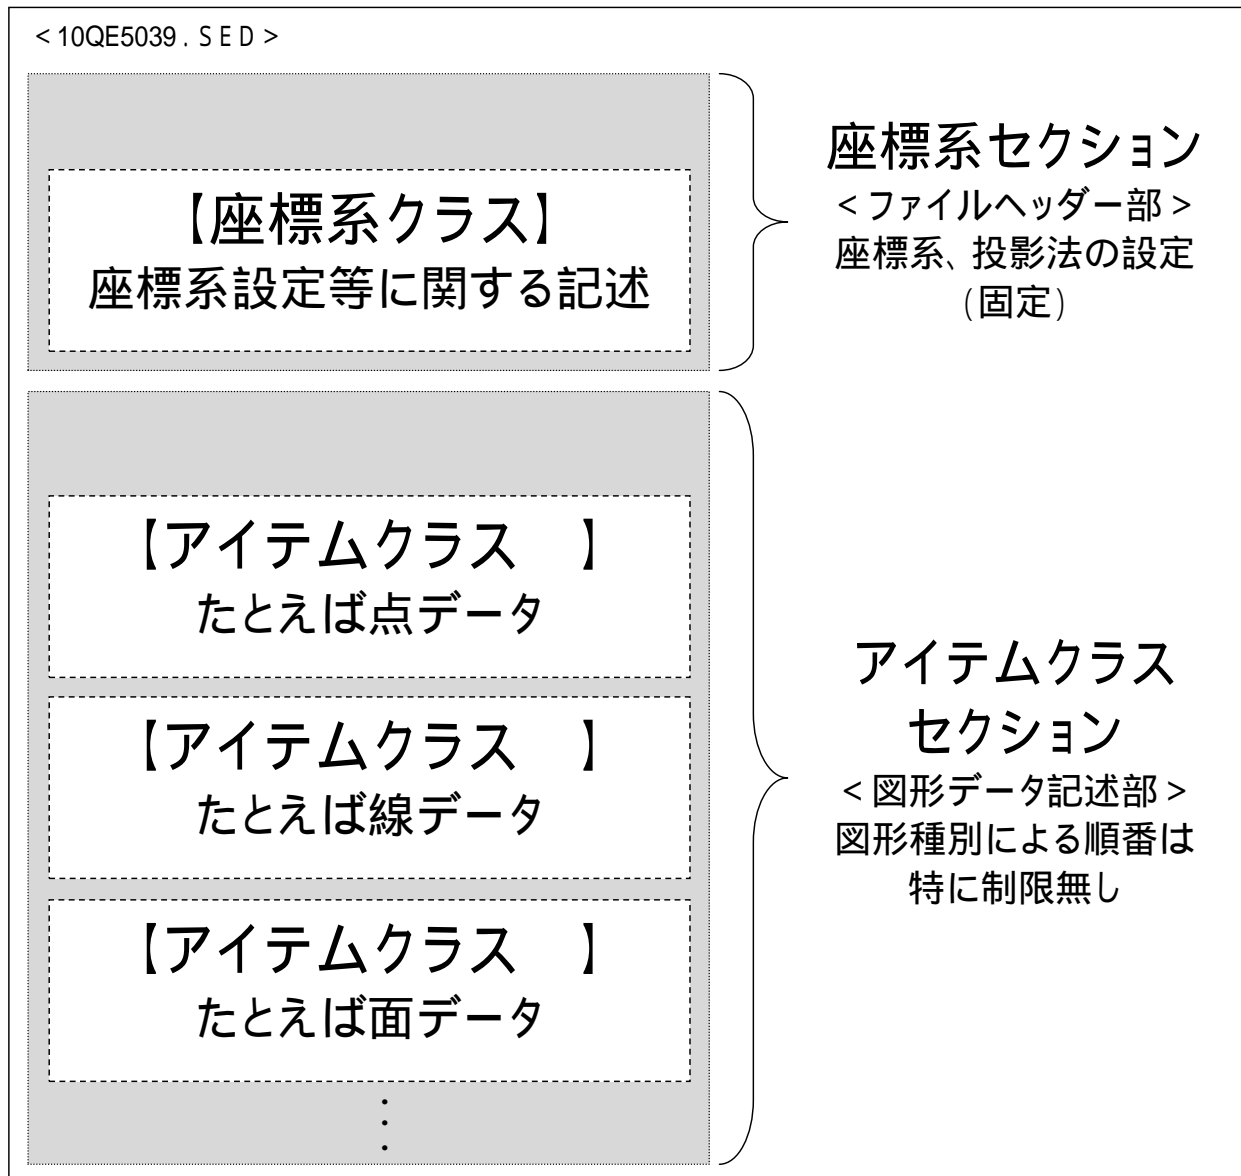 ＜10QE5039．ＳＥＤ＞
【座標系クラス】
座標系設定等に関する記述
座標系セクション
＜ファイルヘッダー部＞
座標系、投影法の設定
（固定）
【アイテムクラス　】
たとえば点データ
【アイテムクラス　】
たとえば線データ
【アイテムクラス　】
たとえば面データ
アイテムクラス
セクション
＜図形データ記述部＞
図形種別による順番は
特に制限無し